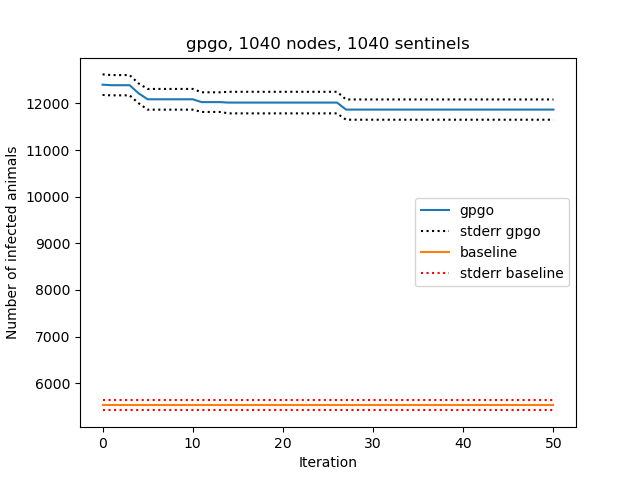 gpgo, 1040 nodes, 1040 sentinels
Number of infected animals
12000
11000
10000
9000
8000
7000
6000
gpgo
stderr gpgo
baseline
stderr baseline
0
10
20
30
40
50
Iteration